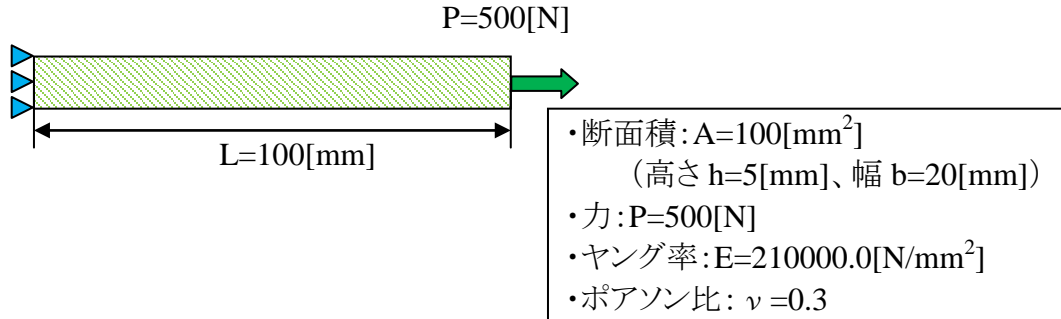 P=500[N]
L=100[mm]
・断面積:A=100[mm²]
（高さ h=5[mm]、幅 b=20[mm]）
・力:P=500[N]
・ヤング率:E=210000.0[N/mm²]
・ポアソン比: ν=0.3